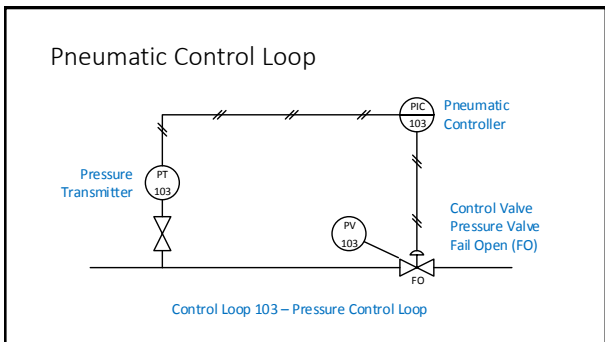 Pneumatic Control Loop
PIC
103
Pneumatic
Controller
Pressure
Transmitter
PT
103
PV
103
Control Valve
Pressure Valve
Fail Open (FO)
FO
Control Loop 103 – Pressure Control Loop